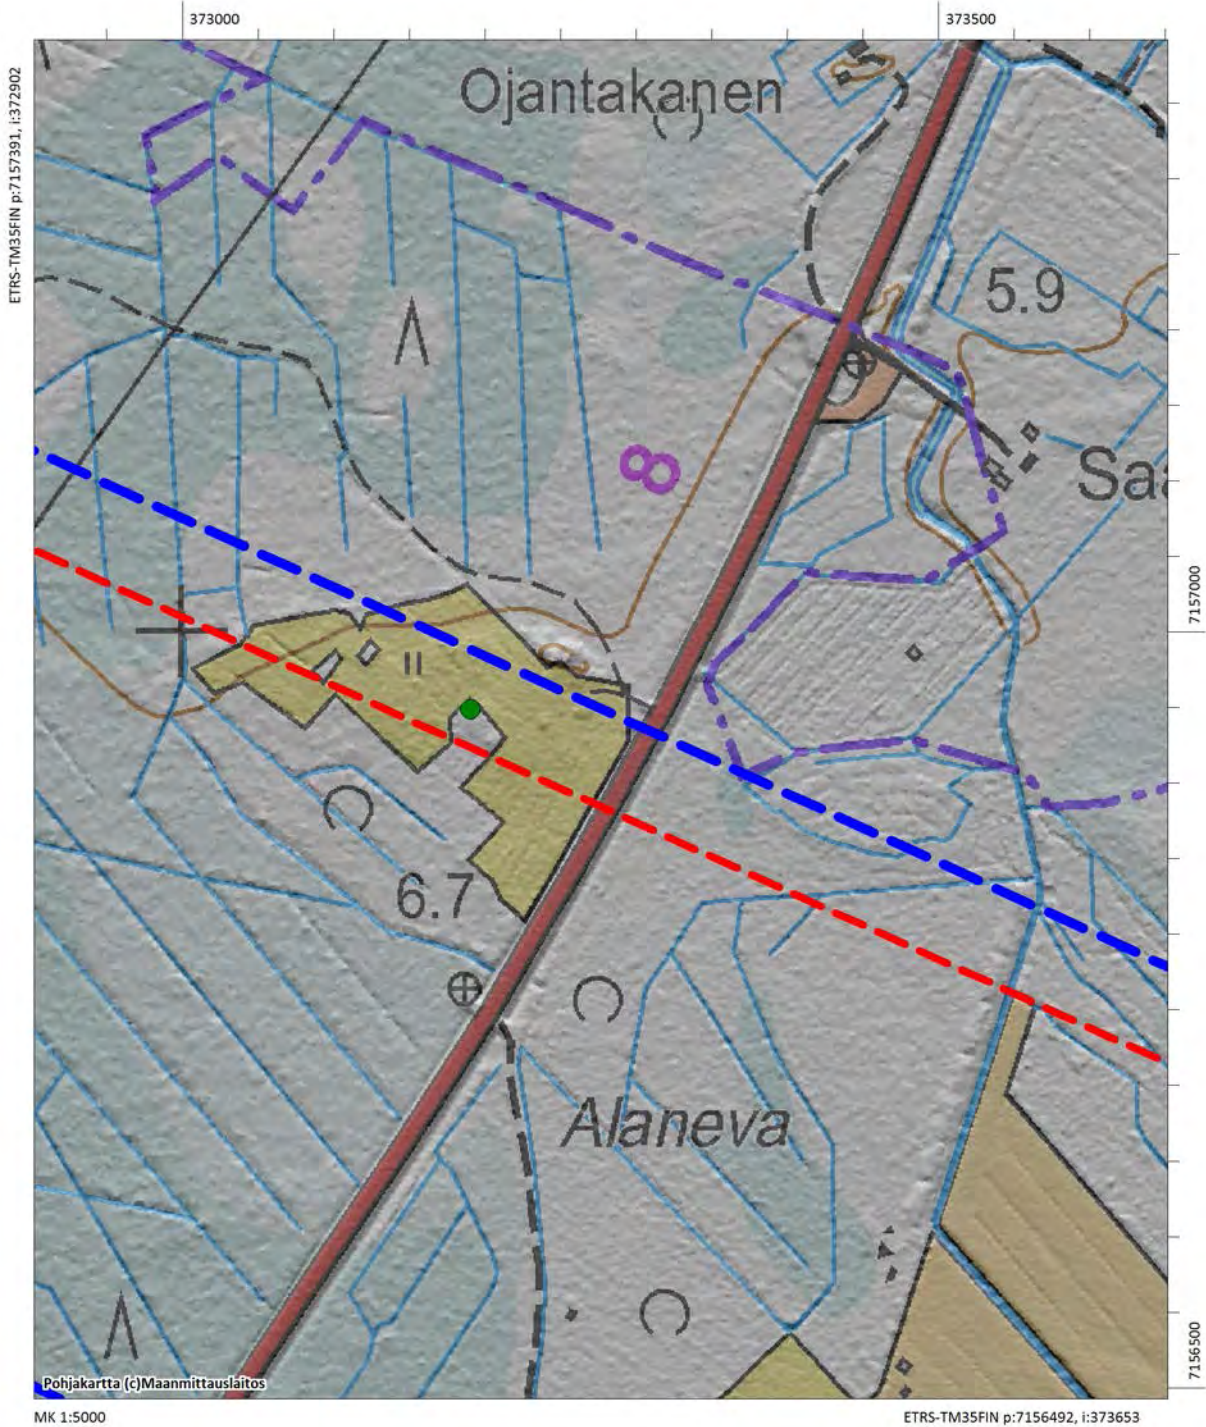 373000
373500
ETRS-TM35FIN p:7157391, i:372902
Ojantakanen
5.9
8
Saa
7157000
6.7
Alaneva
7156500
Pohjakartta (c)Maanmittauslaitos
MK 1:5000
ETRS-TM35FIN p:7156492, i:373653